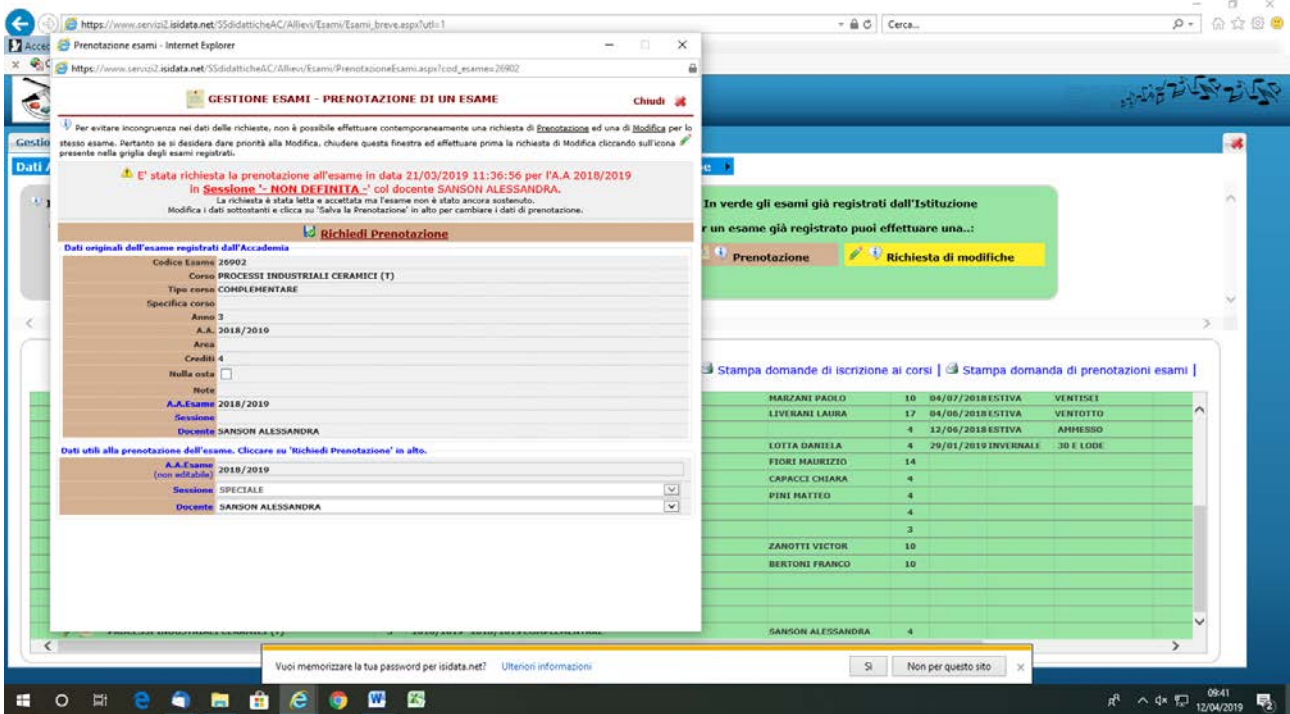 https://www.servizi2.isidata.net/SSdidatticheAC/Allievi/Esami/Esami_breve.aspx?utl=1
Cerca...
Prenotazione esami - Internet Explorer
https://www.servizi2.isidata.net/SSdidatticheAC/Allievi/Esami/PrenotazioneEsami.aspx?cod_esame=26902
GESTIONE ESAMI - PRENOTAZIONE DI UN ESAME
Chiudi
Per evitare incongruenza nei dati delle richieste, non è possibile effettuare contemporaneamente una richiesta di Prenotazione ed una di Modifica per lo
stesso esame. Pertanto se si desidera dare priorità alla Modifica, chiudere questa finestra ed effettuare prima la richiesta di Modifica cliccando sull'icona
presente nella griglia degli esami registrati.
E' stata richiesta la prenotazione all'esame in data 21/03/2019 11:36:56 per l'A.A 2018/2019
in Sessione '- NON DEFINITA -' col docente SANSON ALESSANDRA.
La richiesta è stata letta e accettata ma l'esame non è stato ancora sostenuto.
Modifica i dati sottostanti e clicca su 'Salva la Prenotazione' in alto per cambiare i dati di prenotazione.
Richiedi Prenotazione
Dati originali dell'esame registrati dall'Accademia
Codice Esame 26902
Corso PROCESSI INDUSTRIALI CERAMICI (T)
Tipo corso COMPLEMENTARE
Specifica corso
Anno 3
A.A. 2018/2019
Area
Crediti 4
Nulla osta
Note
A.A.Esame 2018/2019
Sessione
Docente SANSON ALESSANDRA
Dati utili alla prenotazione dell'esame. Cliccare su 'Richiedi Prenotazione' in alto.
A.A.Esame
(non editabile) 2018/2019
Sessione SPECIALE
Docente SANSON ALESSANDRA
In verde gli esami già registrati dall'Istituzione
r un esame già registrato puoi effettuare una..:
Prenotazione
Richiesta di modifiche
Stampa domande di iscrizione ai corsi | Stampa domanda di prenotazioni esami |
MARZANI PAOLO 10 04/07/2018 ESTIVA VENTISEI
LIVERANI LAURA 17 04/06/2018 ESTIVA VENTOTTO
4 12/06/2018 ESTIVA AMMESSO
LOTTA DANIELA 4 29/01/2019 INVERNALE 30 E LODE
FIORI MAURIZIO 14
CAPACCI CHIARA 4
PINI MATTEO 4
4
3
ZANOTTI VICTOR 10
BERTONI FRANCO 10
SANSON ALESSANDRA 4
Vuoi memorizzare la tua password per isidata.net? Ulteriori informazioni
Sì
Non per questo sito
09:41
12/04/2019